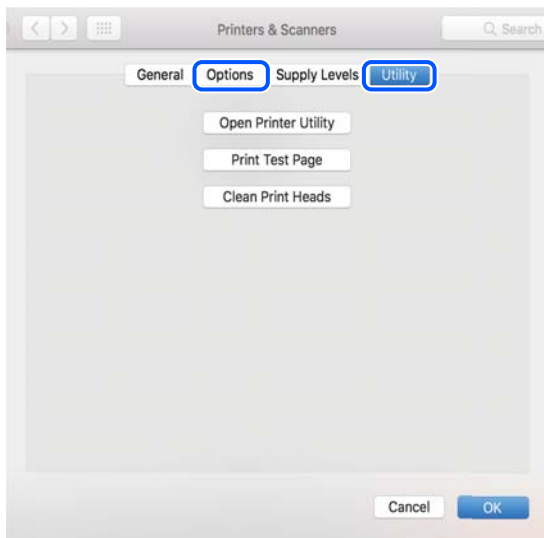 Printers & Scanners
Search
General Options Supply Levels Utility
Open Printer Utility
Print Test Page
Clean Print Heads
Cancel OK